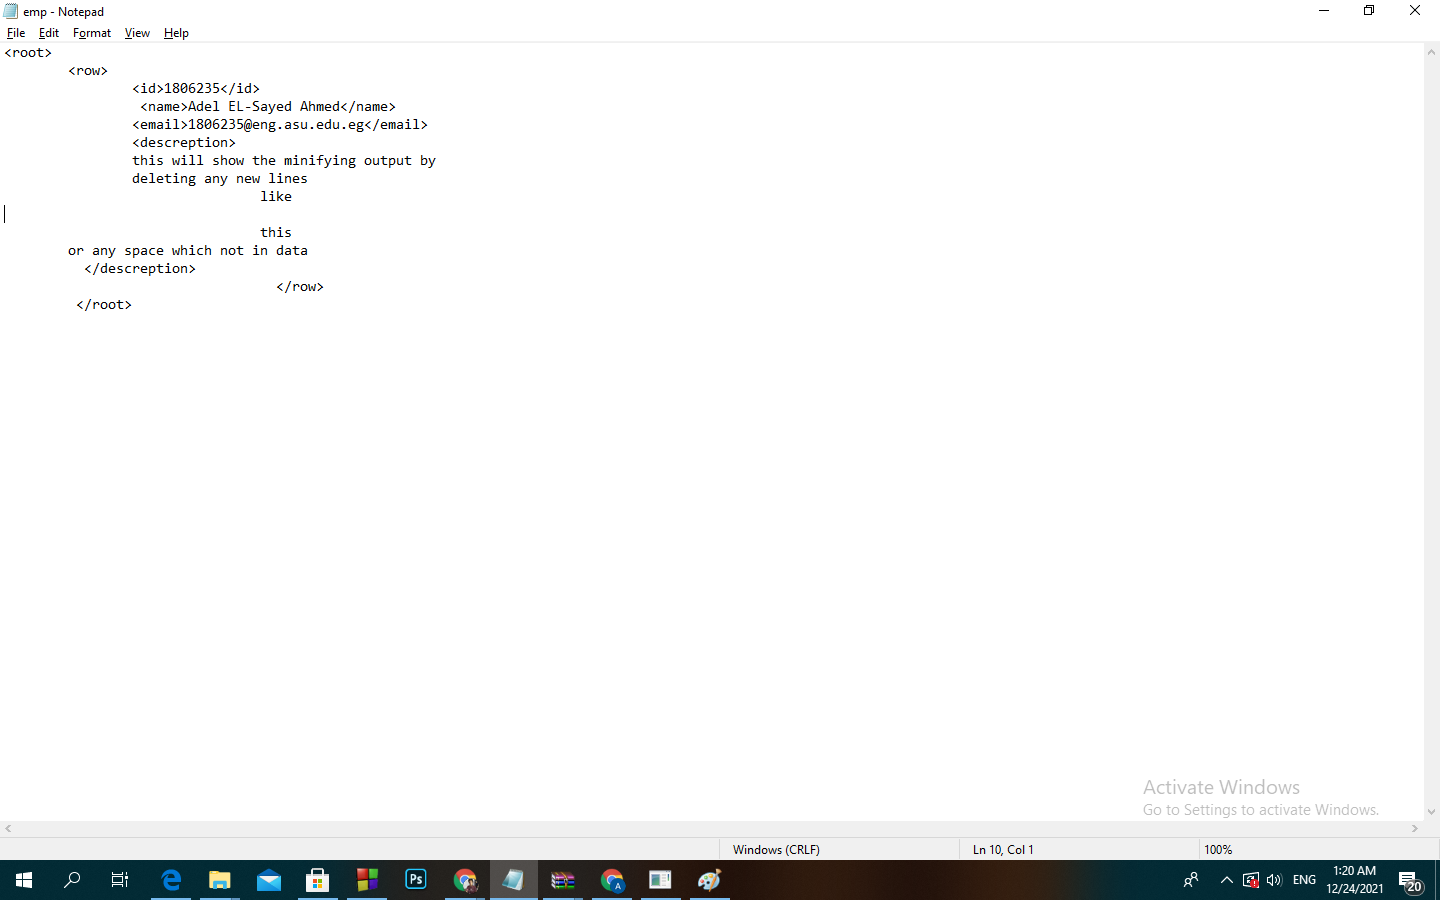 emp - Notepad
File Edit Format View Help
<root>
<row>
<id>1806235</id>
<name>Adel EL-Sayed Ahmed</name>
<email>1806235@eng.asu.edu.eg</email>
<descreption>
this will show the minifying output by
deleting any new lines
like
this
or any space which not in data
</descreption>
</row>
</root>
Activate Windows
Go to Settings to activate Windows.
Windows (CRLF) Ln 10, Col 1 100%
Ps
A
ENG
1:20 AM
12/24/2021
20